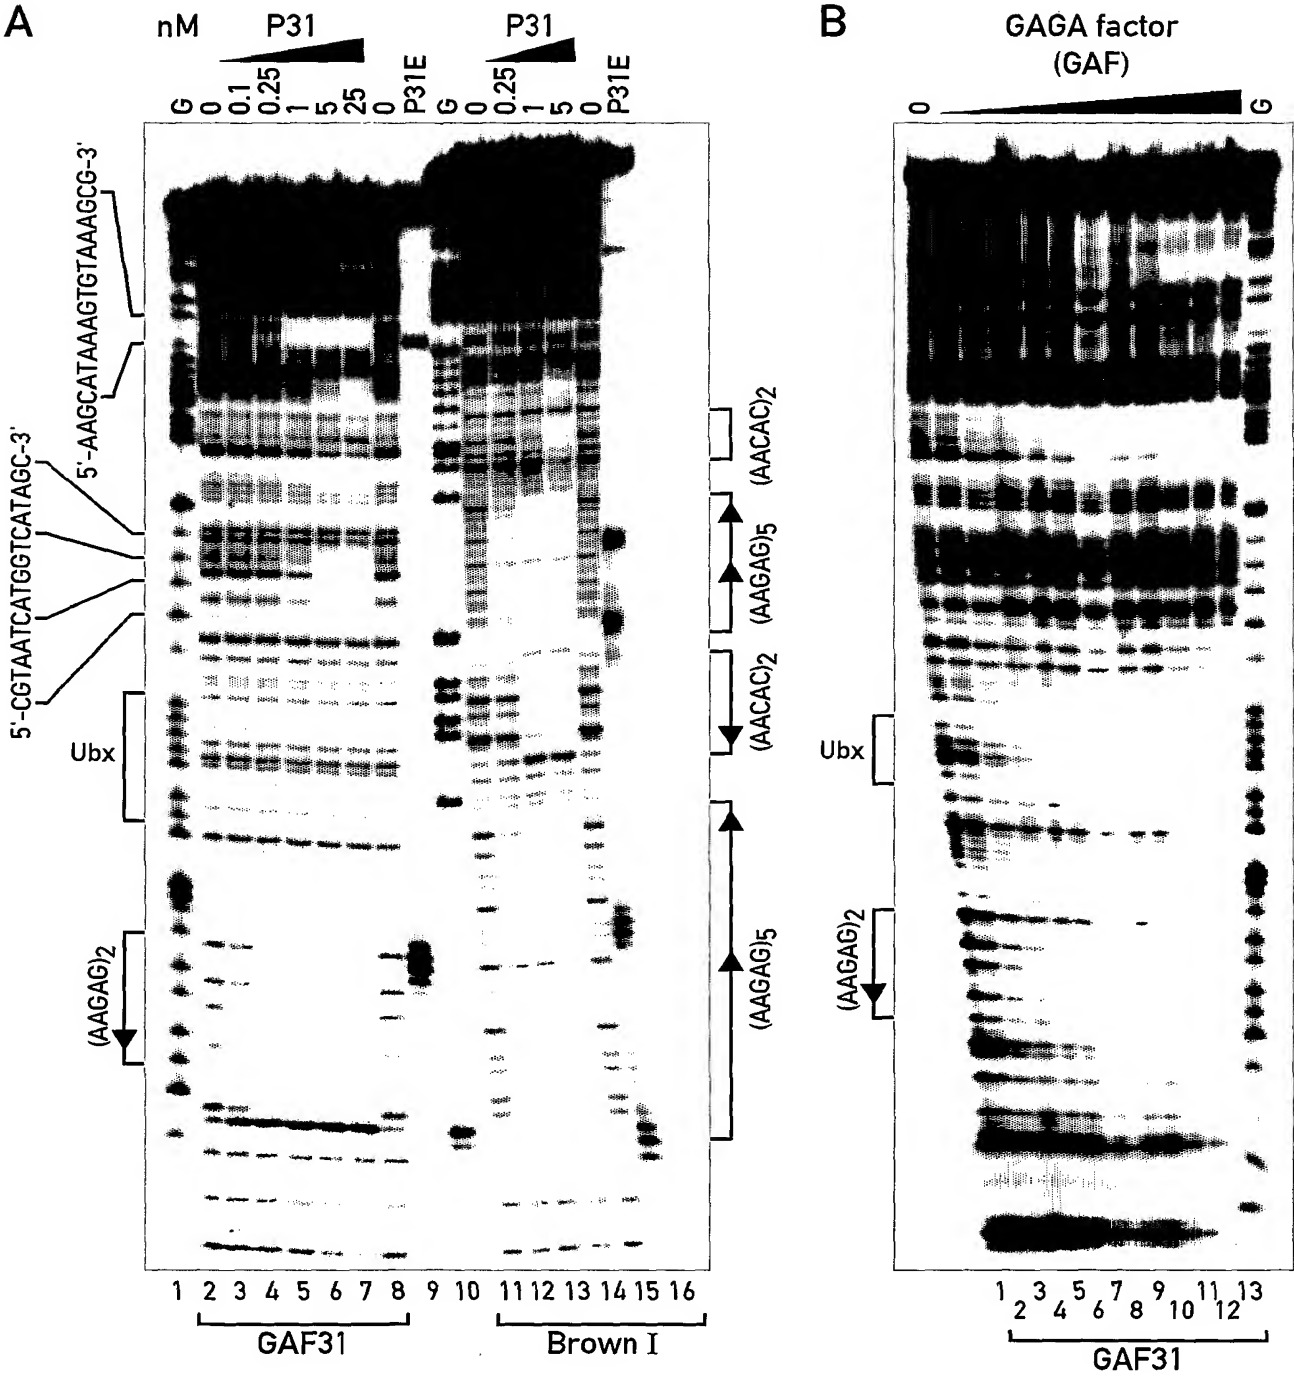 A
nM
P31
P31
G
0
0.1
0.25
1
5
25
0
P31E
G
0
0.25
1
5
0
P31E
5'-AAGCATAAAGTGTAAAGCG-3'
5'-CGTAATCATGGTCATAGC-3'
Ubx
(AAGAG)2
(AACAC)2
(AAGAG)5
(AACAC)2
(AAGAG)5
1 2 3 4 5 6 7 8 9 10 11 12 13 14 15 16
GAF31
Brown I
B
GAGA factor
(GAF)
0
G
Ubx
(AAGAG)2
1 3 5 7 9 11 13
2 4 6 8 10 12
GAF31